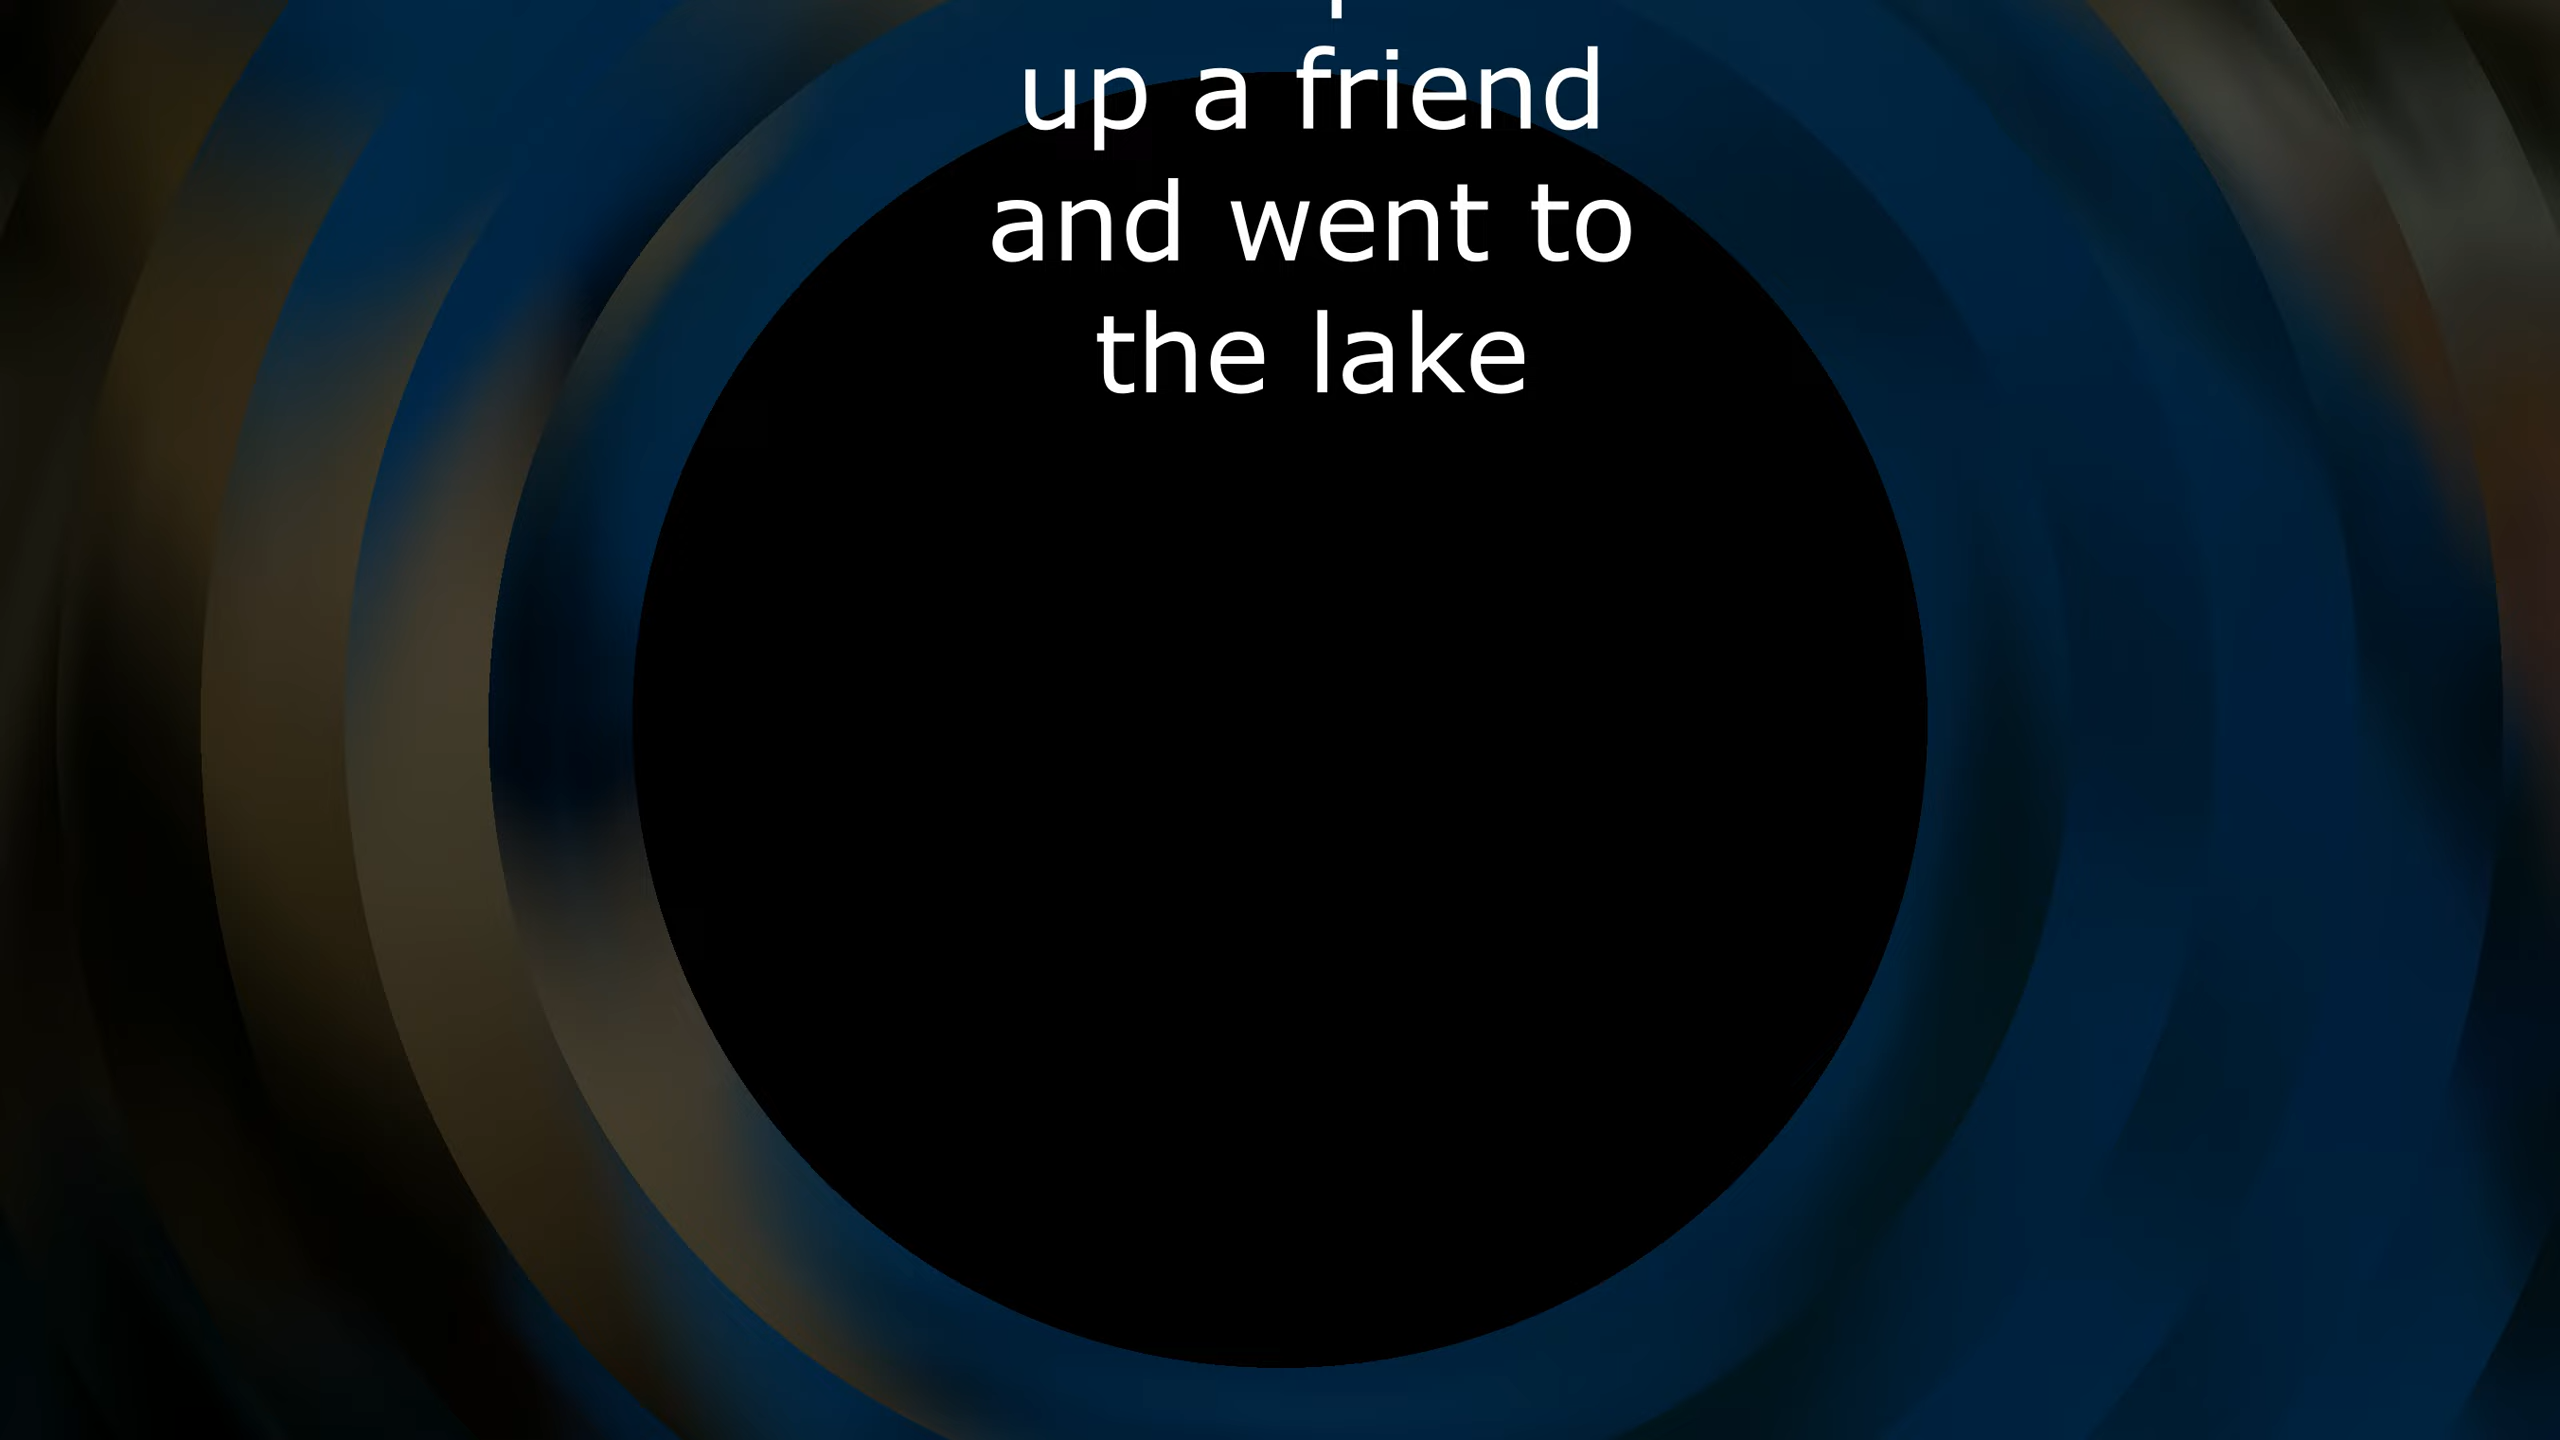 up a friend
and went to
the lake